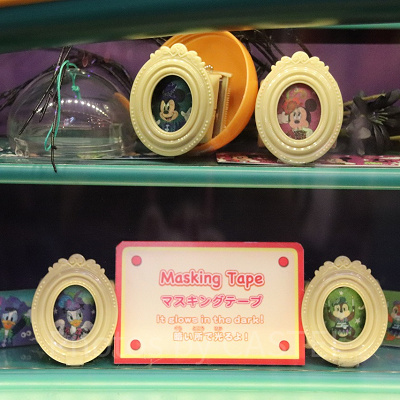 Masking Tape
マスキングテープ
It glows in the dark!
暗い所で光るよ!